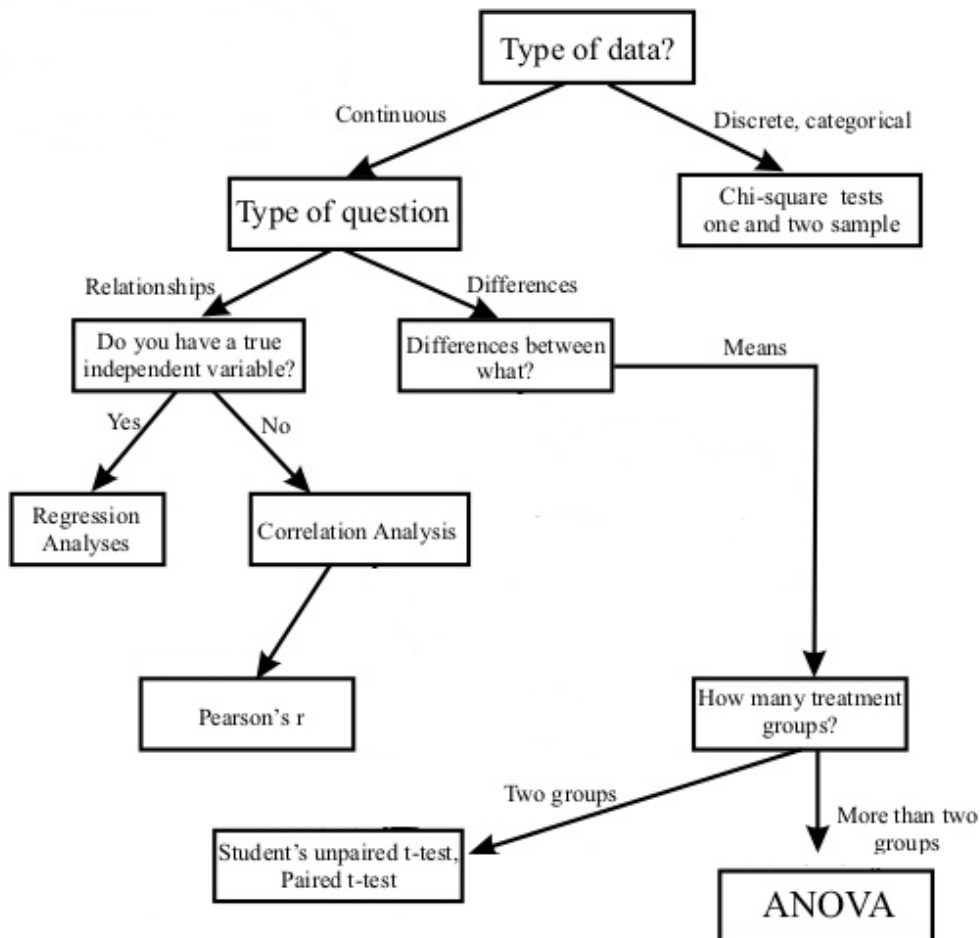 Type of data?
Continuous
Discrete, categorical
Type of question
Chi-square tests
one and two sample
Relationships
Differences
Do you have a true
independent variable?
Differences between
what?
Means
Yes
No
Regression
Analyses
Correlation Analysis
Pearson's r
How many treatment
groups?
Two groups
More than two
groups
Student's unpaired t-test,
Paired t-test
ANOVA